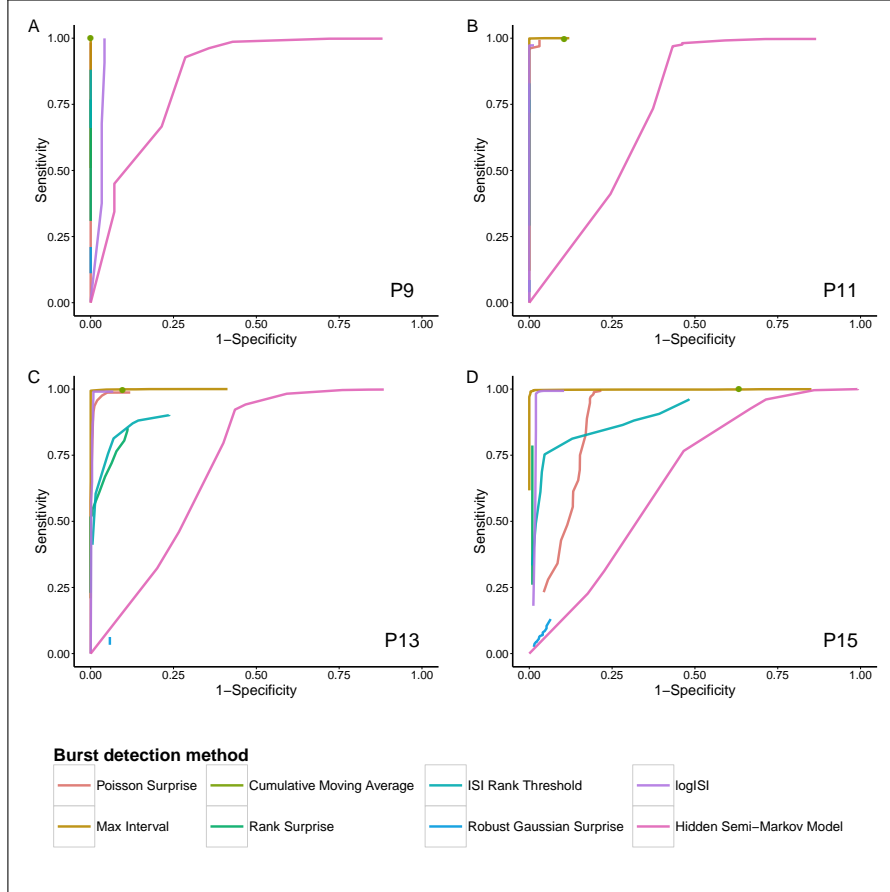 A
1.00
0.75
0.50
0.25
0.00
Sensitivity
0.00 0.25 0.50 0.75 1.00
1−Specificity
P9
B
1.00
0.75
0.50
0.25
0.00
Sensitivity
0.00 0.25 0.50 0.75 1.00
1−Specificity
P11
C
1.00
0.75
0.50
0.25
0.00
Sensitivity
0.00 0.25 0.50 0.75 1.00
1−Specificity
P13
D
1.00
0.75
0.50
0.25
0.00
Sensitivity
0.00 0.25 0.50 0.75 1.00
1−Specificity
P15
Burst detection method
Poisson Surprise Cumulative Moving Average ISI Rank Threshold logISI
Max Interval Rank Surprise Robust Gaussian Surprise Hidden Semi−Markov Model